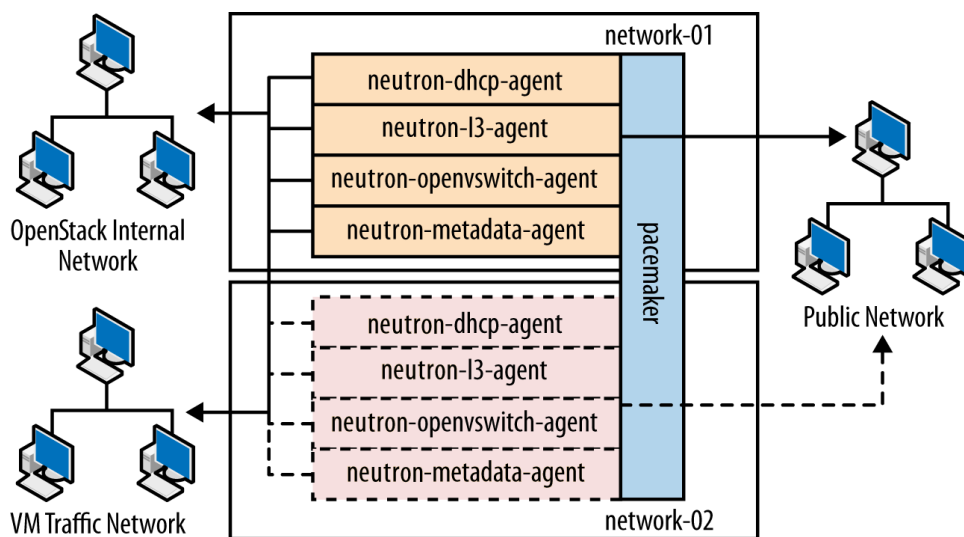 network-01
neutron-dhcp-agent
neutron-l3-agent
neutron-openvswitch-agent
neutron-metadata-agent
pacemaker
neutron-dhcp-agent
neutron-l3-agent
neutron-openvswitch-agent
neutron-metadata-agent
network-02
OpenStack Internal
Network
VM Traffic Network
Public Network